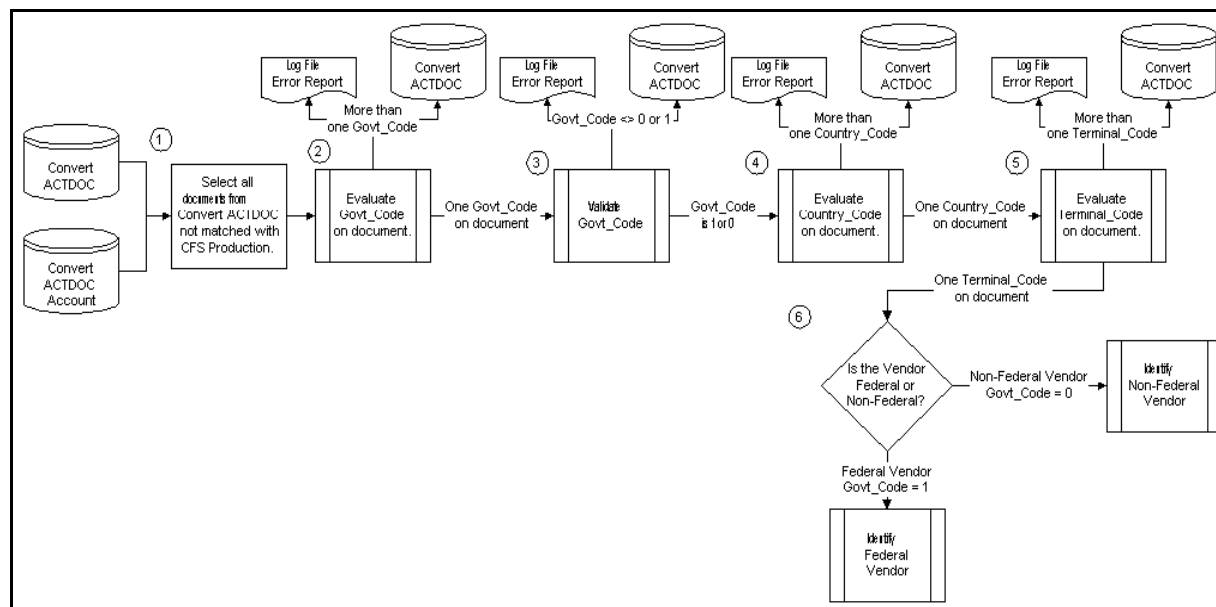 Log File
Error Report
Convert
ACTDOC
Log File
Error Report
Convert
ACTDOC
Log File
Error Report
Convert
ACTDOC
Log File
Error Report
Convert
ACTDOC
More than
one Govt_Code
Govt_Code <> 0 or 1
More than
one Country_Code
More than
one Terminal_Code
Convert
ACTDOC
Convert
ACTDOC
Account
1
Select all
documents from
Convert ACTDOC
not matched with
CFS Production.
2
Evaluate
Govt_Code
on document.
One Govt_Code
on document
3
Validate
Govt_Code
Govt_Code
is 1 or 0
4
Evaluate
Country_Code
on document.
One Country_Code
on document
5
Evaluate
Terminal_Code
on document.
One Terminal_Code
on document
6
Is the Vendor
Federal or
Non-Federal?
Non-Federal Vendor
Govt_Code = 0
Identify
Non-Federal
Vendor
Federal Vendor
Govt_Code = 1
Identify
Federal
Vendor